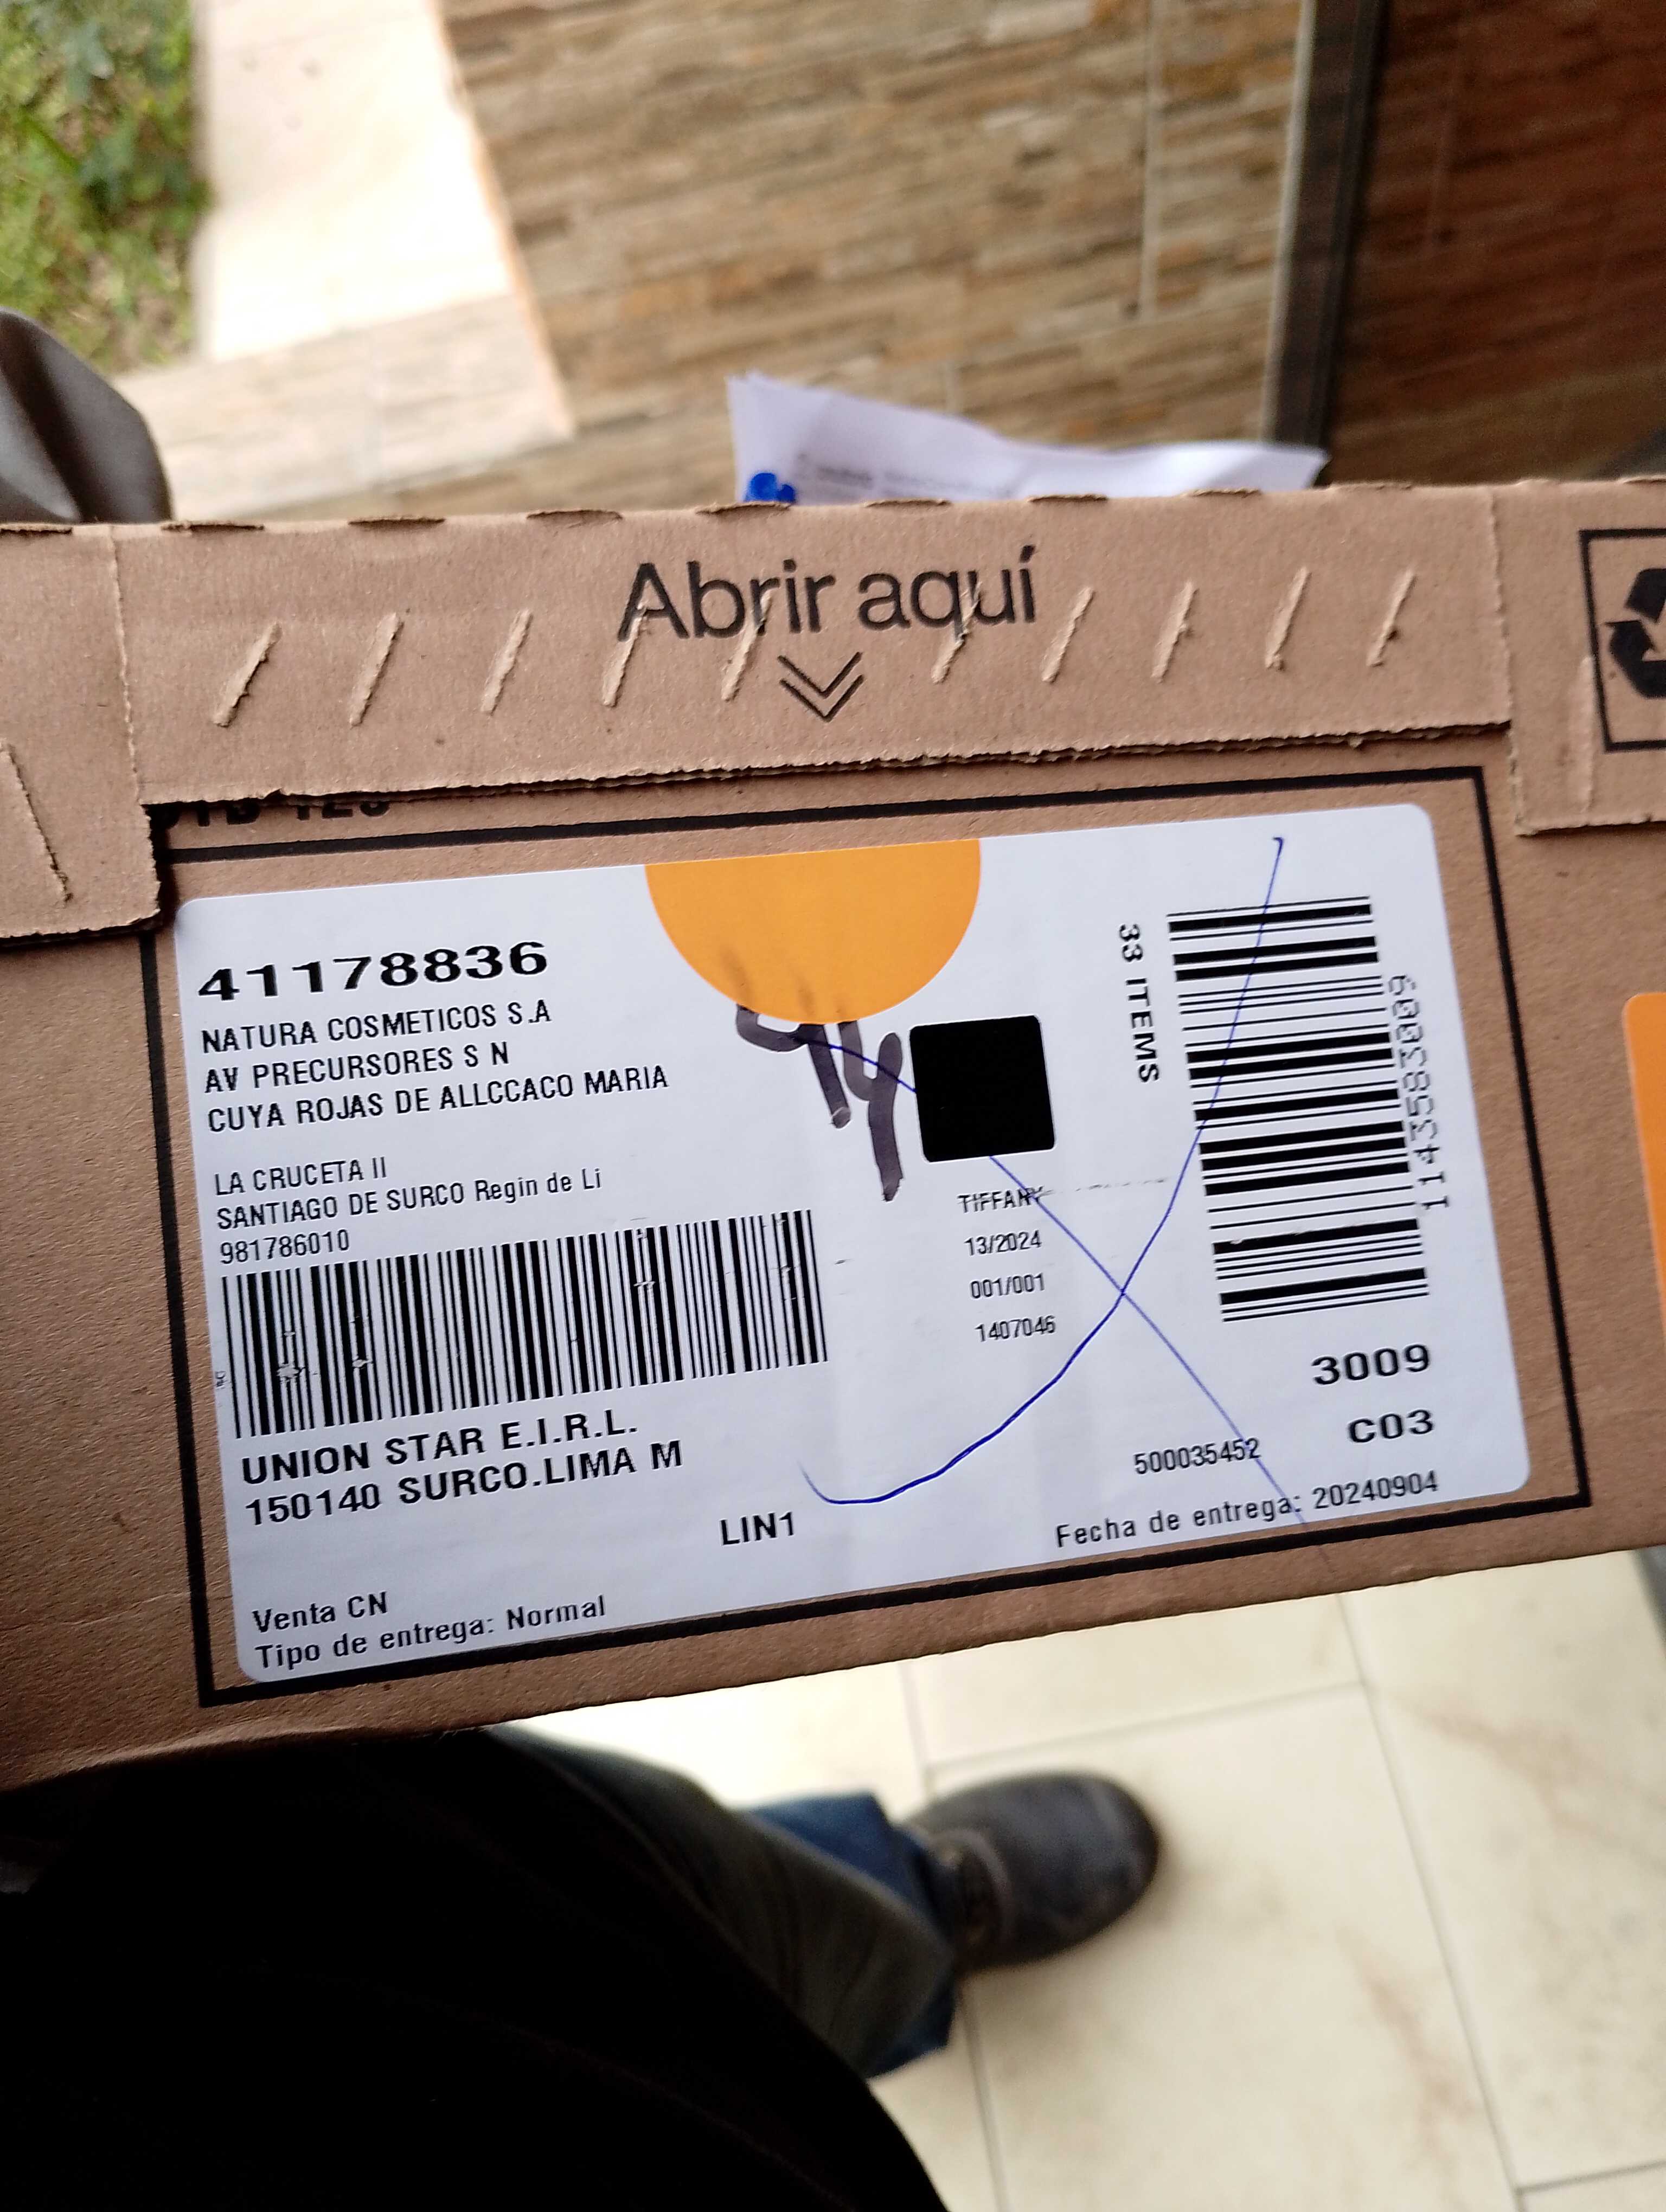 Abrir aquí
41178836
NATURA COSMETICOS S.A
AV PRECURSORES S N
CUYA ROJAS DE ALLCCACO MARIA
LA CRUCETA II
SANTIAGO DE SURCO Regin de Li
981786010
UNION STAR E.I.R.L.
150140 SURCO.LIMA M
LIN1
Venta CN
Tipo de entrega: Normal
TIFFANY
13/2024
001/001
1407046
33 ITEMS
1143583009
3009
C03
500035452
Fecha de entrega: 20240904